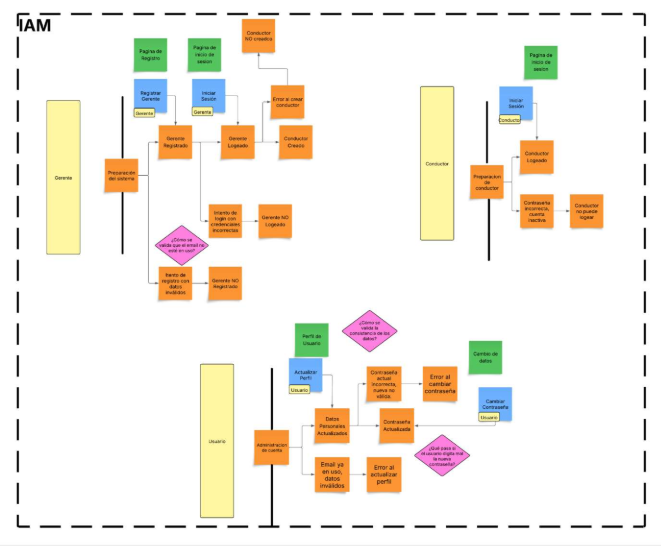 IAM
Pagina de
Registro
Pagina de
inicio de
sesion
Conductor
NO creados
Registrar
Gerente
Gerente
Iniciar
Sesión
Gerente
Error al crear
conductor
Gerente
Registrado
Gerente
Logeado
Conductor
Creado
Gerente
Preparación
del sistema
Intento de
login con
credenciales
incorrectas
Gerente NO
Logeado
¿Cómo se
valida que el email no
esté en uso?
Itento de
registro con
datos
inválidos
Gerente NO
Registrado
Pagina de
inicio de
sesión
Iniciar
Sesión
Conducto
Conductor
Logeado
Conductor
Preparacion
de
conductor
Contraseña
incorrecta,
cuenta
inactiva
Conductor
no puede
logear
¿Cómo se
valida la
consistencia de los
datos?
Perfil de
Usuario
Cambio de
datos
Actualizar
Perfil
Usuario
Contraseña
actual
incorrecta,
nueva no
válida
Error al
cambiar
contraseña
Cambiar
Contraseña
Usuario
Datos
Personales
Actualizados
Contraseña
Actualizada
Usuario
Administracion
de cuenta
¿Qué pasa si
el usuario digita mal
la nueva
contraseña?
Email ya
en uso,
datos
inválidos
Error al
actualizar
perfil